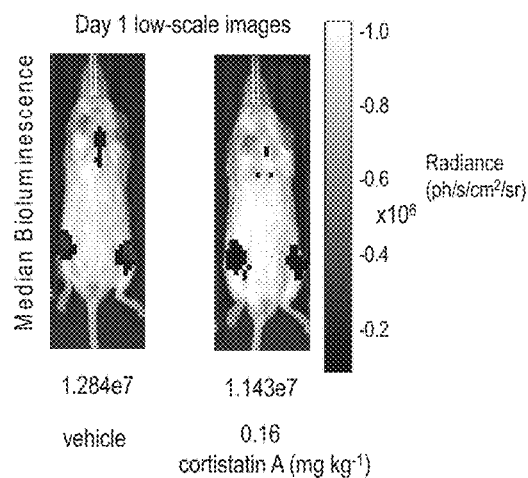 Day 1 low-scale images
Median Bioluminescence
-1.0
-0.8
-0.6
-0.4
-0.2
Radiance
(ph/s/cm²/sr)
x10⁶
1.284e7
1.143e7
vehicle
0.16
cortistatin A (mg kg⁻¹)